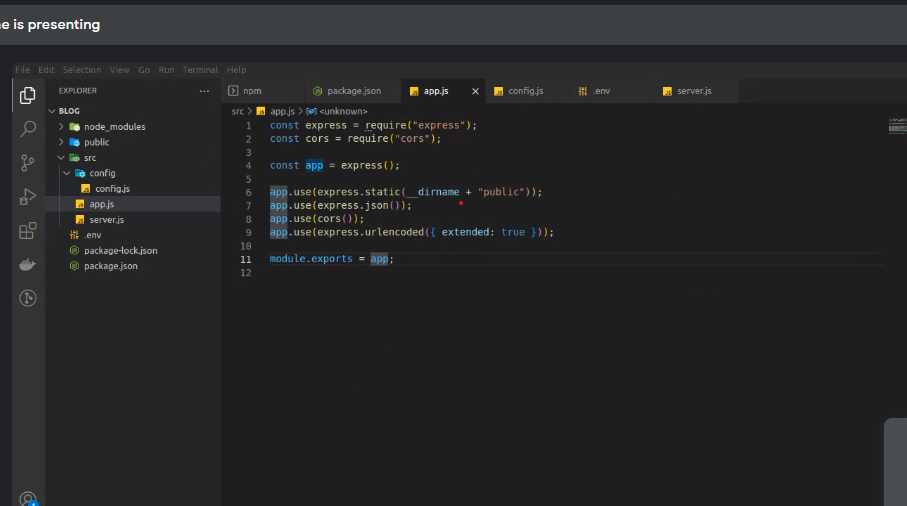 e is presenting
File Edit Selection View Go Run Terminal Help
EXPLORER ...
npm package.json app.js config.js .env server.js
BLOG
node_modules
public
src
config
config.js
app.js
server.js
.env
package-lock.json
package.json
src > app.js > <unknown>
1 const express = require("express");
2 const cors = require("cors");
3
4 const app = express();
5
6 app.use(express.static(__dirname + "public"));
7 app.use(express.json());
8 app.use(cors());
9 app.use(express.urlencoded({ extended: true }));
10
11 module.exports = app;
12